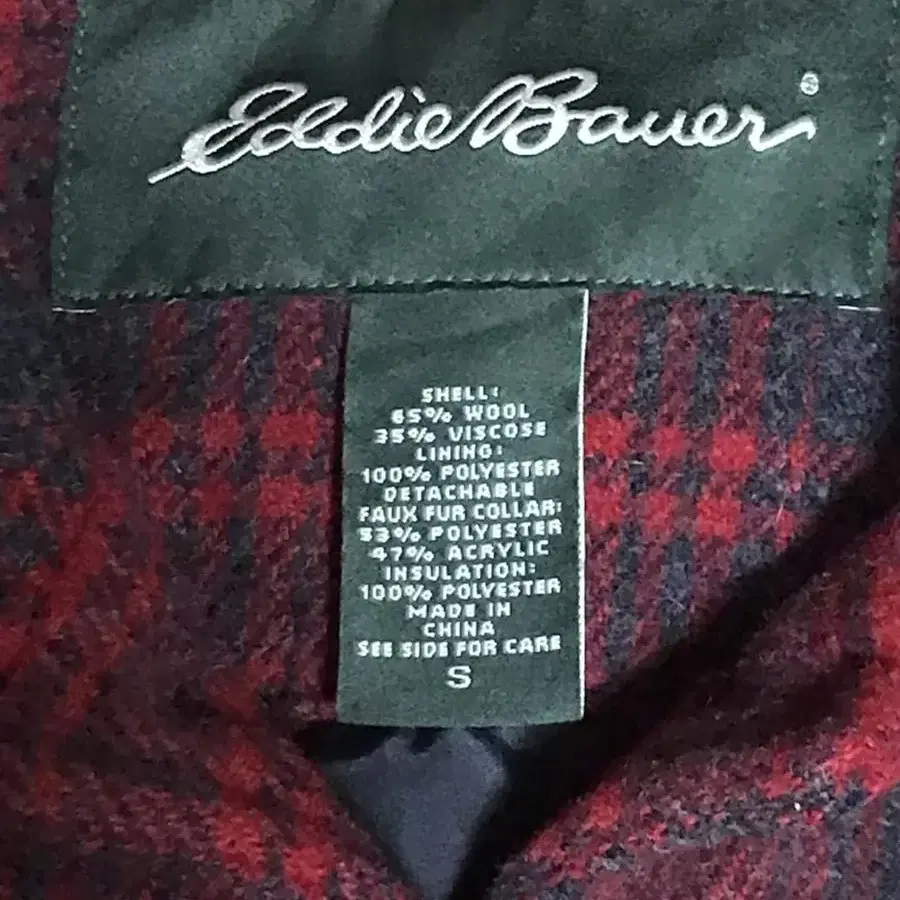 Eddie Bauer®
SHELL:
65% WOOL
35% VISCOSE
LINING:
100% POLYESTER
DETACHABLE
FAUX FUR COLLAR:
53% POLYESTER
47% ACRYLIC
INSULATION:
100% POLYESTER
MADE IN
CHINA
SEE SIDE FOR CARE
S